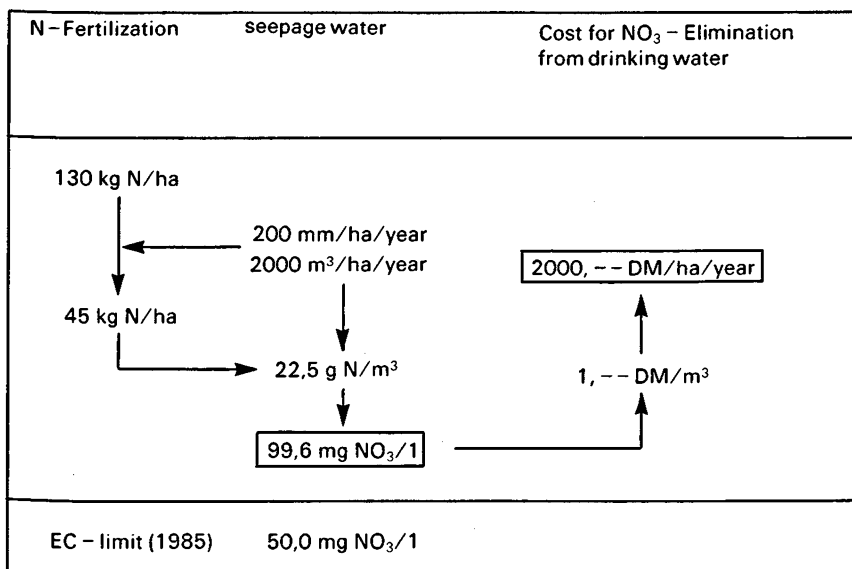 N – Fertilization
seepage water
Cost for NO₃ – Elimination
from drinking water
130 kg N/ha
200 mm/ha/year
2000 m³/ha/year
2000, – – DM/ha/year
45 kg N/ha
22,5 g N/m³
1, – – DM/m³
99,6 mg NO₃/1
EC – limit (1985)
50,0 mg NO₃/1